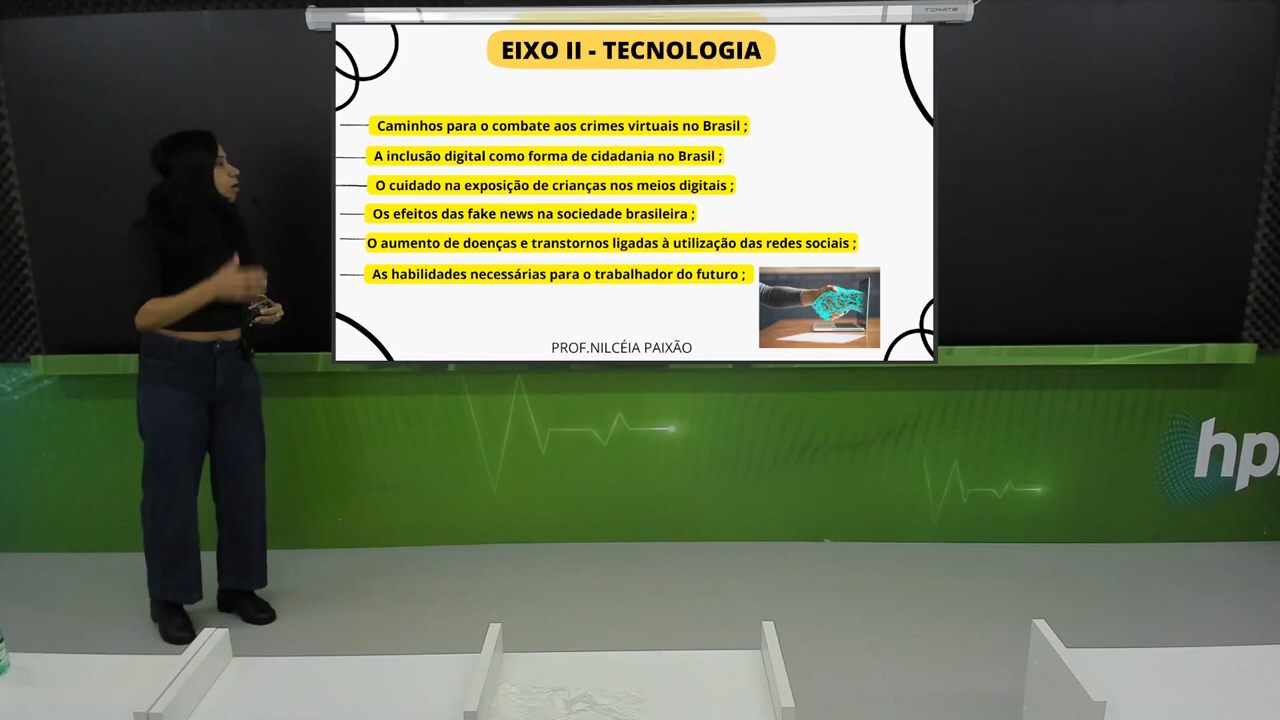 TOMATE
EIXO II - TECNOLOGIA
Caminhos para o combate aos crimes virtuais no Brasil ;
A inclusão digital como forma de cidadania no Brasil ;
O cuidado na exposição de crianças nos meios digitais ;
Os efeitos das fake news na sociedade brasileira ;
O aumento de doenças e transtornos ligadas à utilização das redes sociais ;
As habilidades necessárias para o trabalhador do futuro ;
PROF.NILCÉIA PAIXÃO